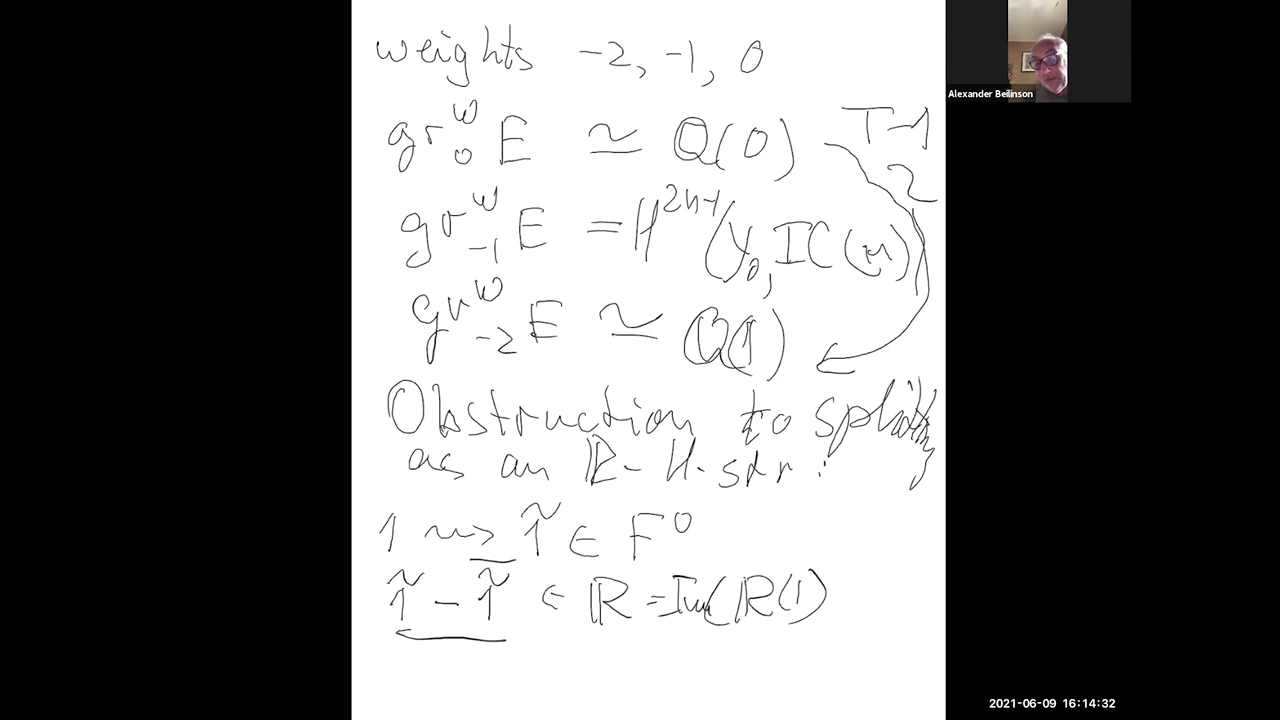 weights -2, -1, 0
Alexander Beilinson
gr^W_0 E ≃ Q(0)
T-1
2
gr^W_{-1} E = H^{2n-1}(Y_0, IC(n))
gr^W_{-2} E ≃ Q(1)
Obstruction to splitting
as an R-H-str:
1 ⇝ 1̃ ∈ F^0
1̃ - \overline{1̃} ∈ R = Im(R(1))
2021-06-09 16:14:32